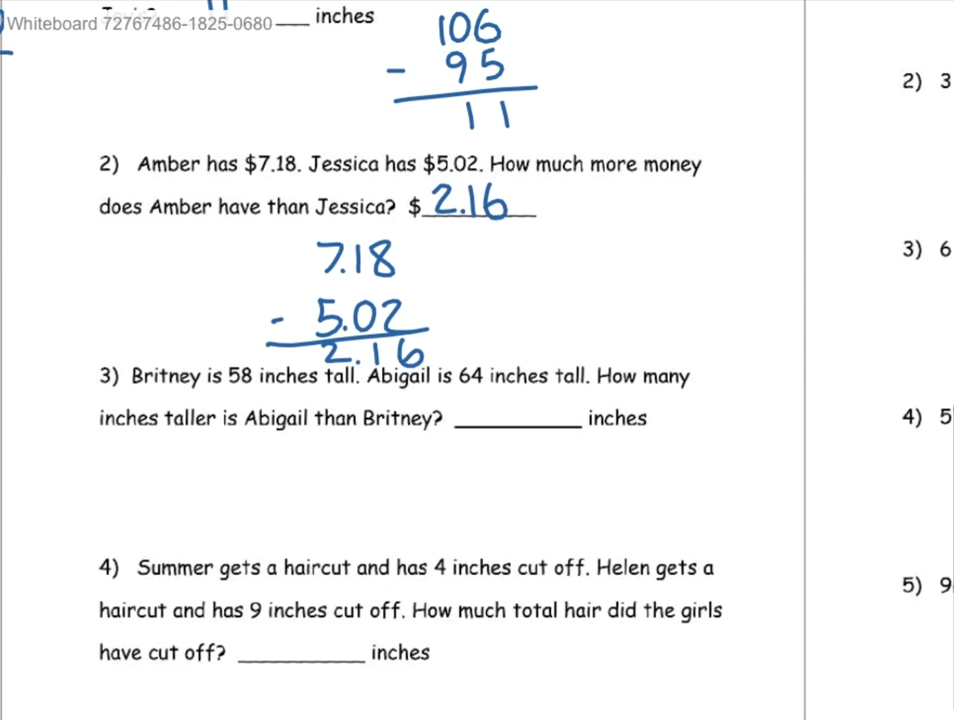 Whiteboard 72767486-1825-0680 ____ inches
106
- 95
11
2) Amber has $7.18. Jessica has $5.02. How much more money
does Amber have than Jessica? $ 2.16
7.18
- 5.02
2.16
3) Britney is 58 inches tall. Abigail is 64 inches tall. How many
inches taller is Abigail than Britney? __________ inches
4) Summer gets a haircut and has 4 inches cut off. Helen gets a
haircut and has 9 inches cut off. How much total hair did the girls
have cut off? __________ inches
2) 3
3) 6
4) 5
5) 9